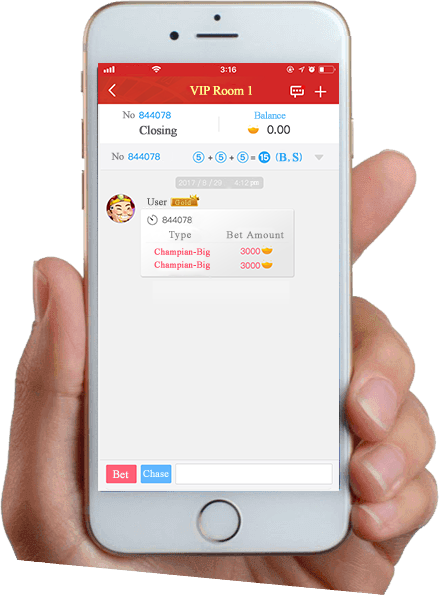 3:16
VIP Room 1
No 844078
Balance
Closing
0.00
No 844078 5 + 5 + 5 = 15 (B, S)
2017 / 6 / 29 4:12 pm
User Gold
844078
Type Bet Amount
Champian-Big 3000
Champian-Big 3000
Bet Chase